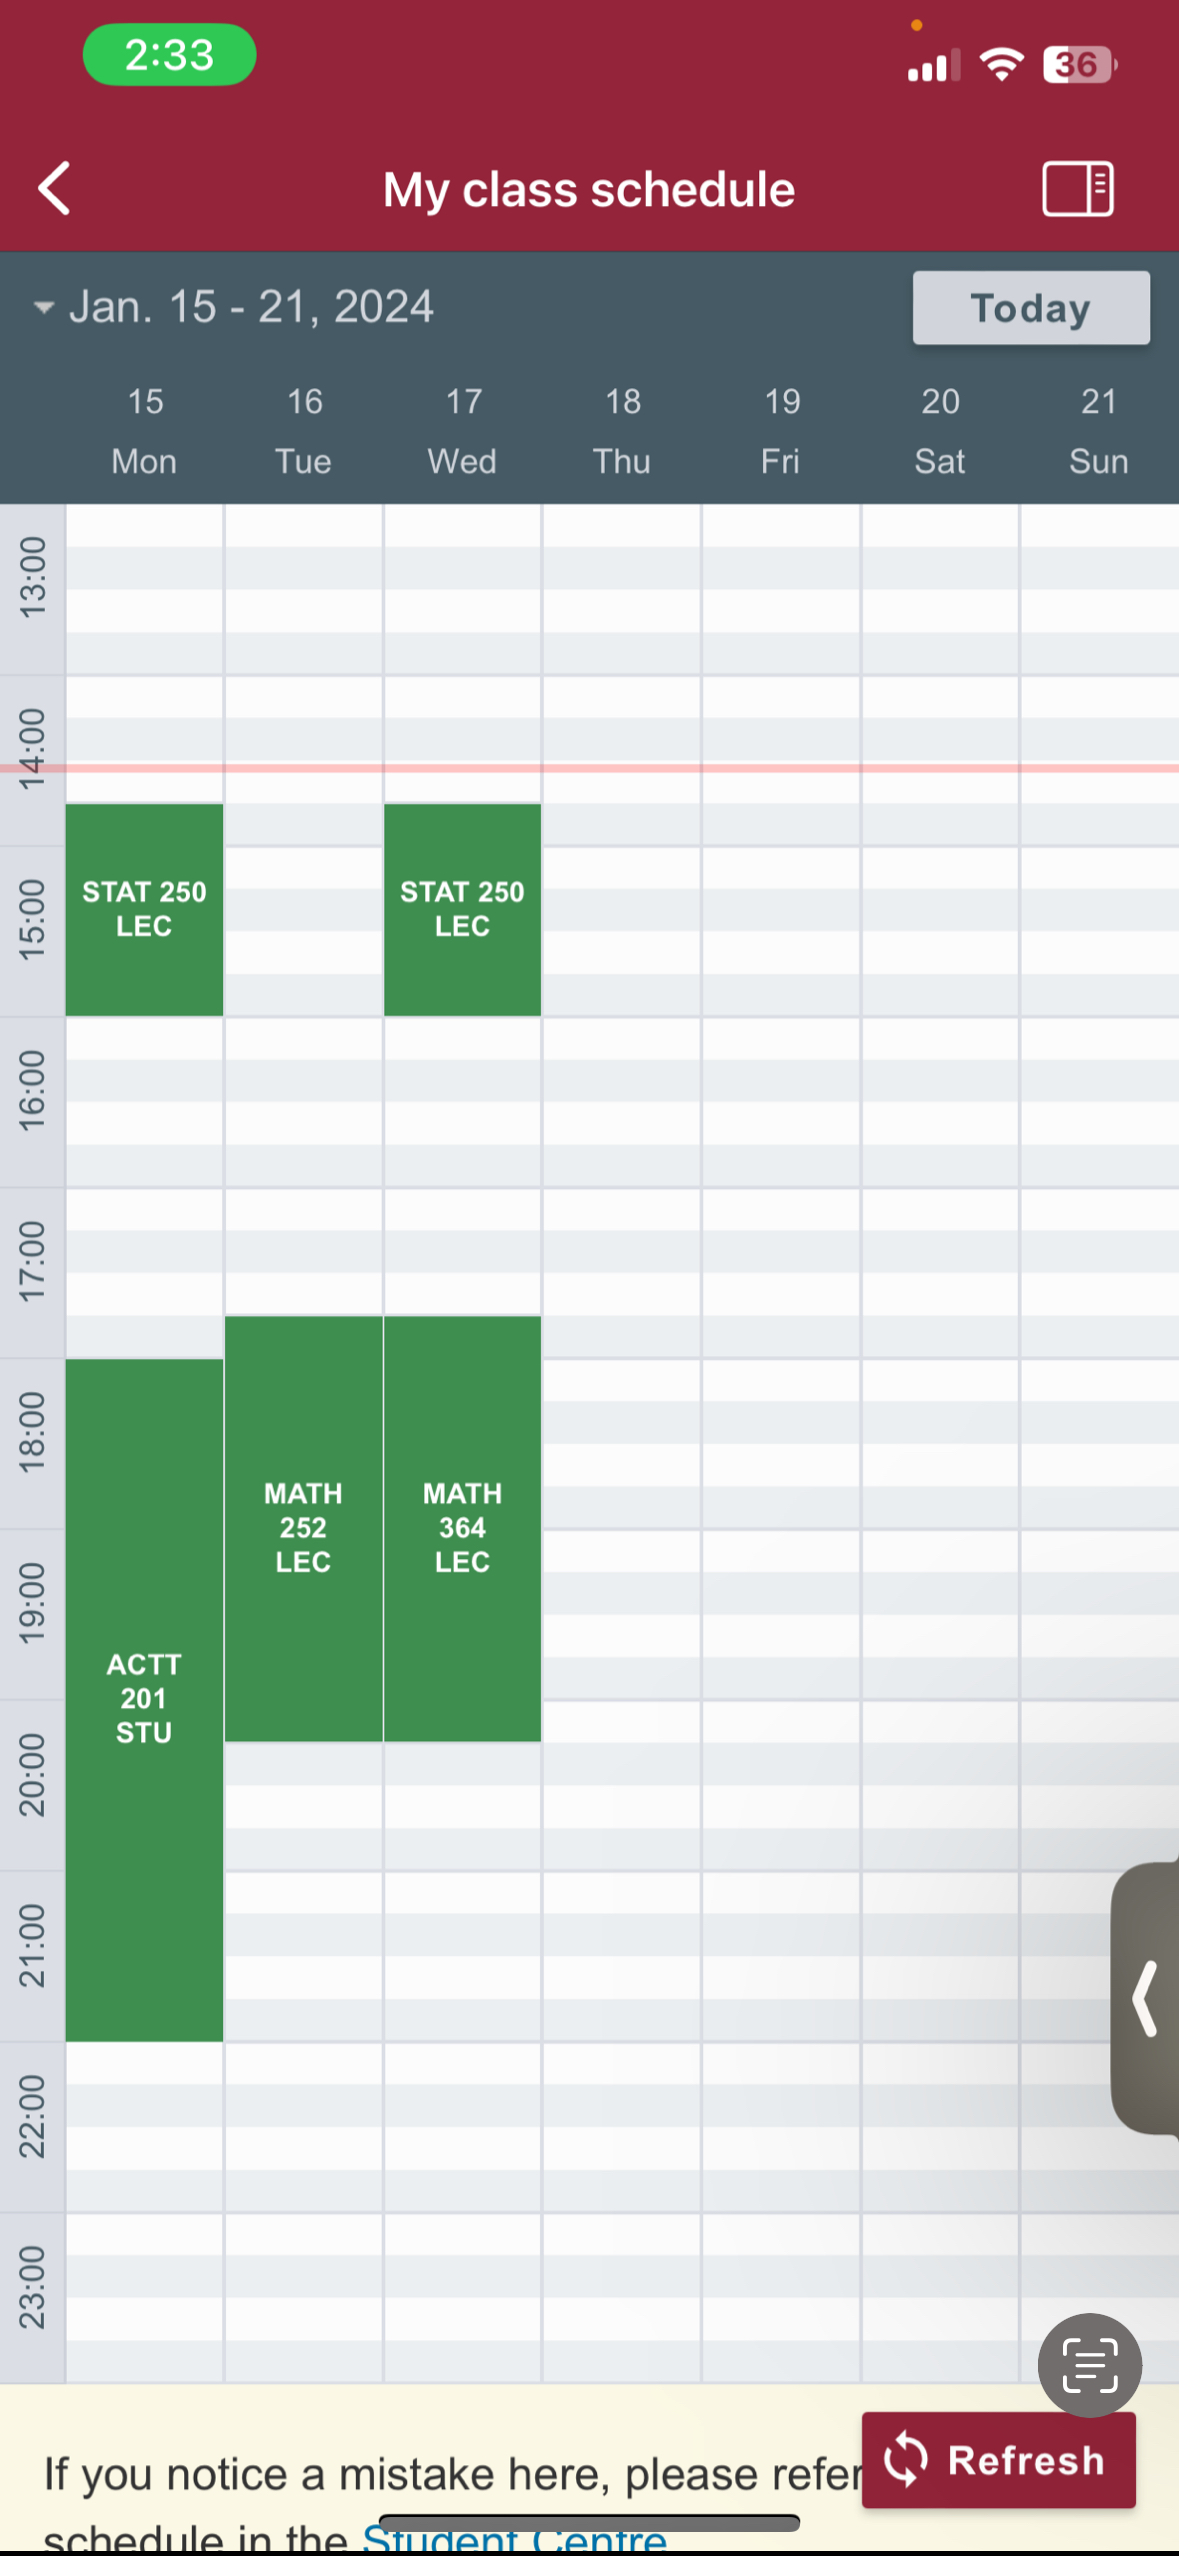 2:33
36
My class schedule
Jan. 15 - 21, 2024
Today
15 16 17 18 19 20 21
Mon Tue Wed Thu Fri Sat Sun
13:00
14:00
STAT 250
LEC
STAT 250
LEC
15:00
16:00
17:00
18:00
MATH
252
LEC
MATH
364
LEC
19:00
ACTT
201
STU
20:00
21:00
22:00
23:00
If you notice a mistake here, please refer
Refresh
schedule in the Student Centre